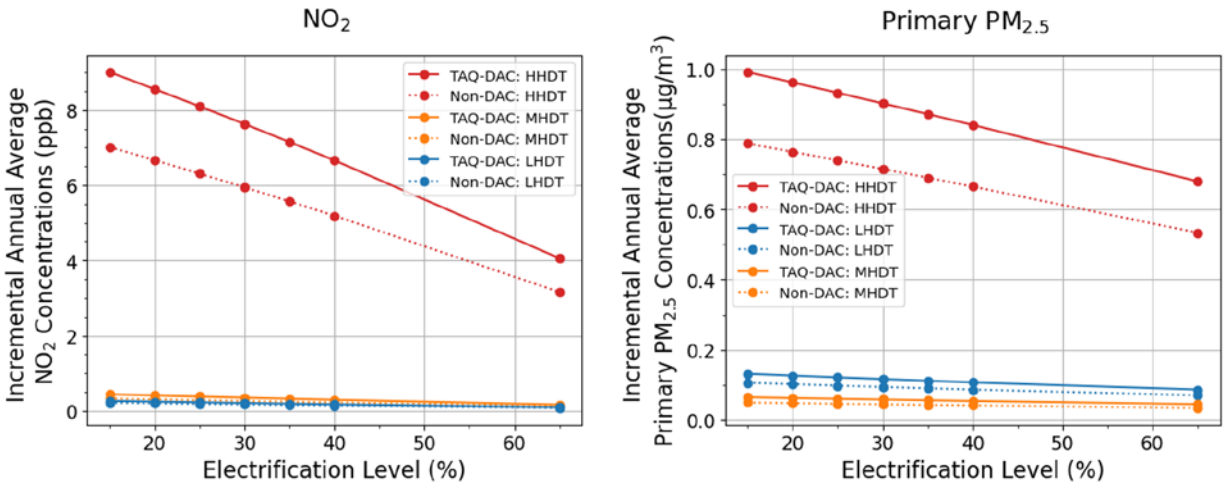 NO₂
Incremental Annual Average
NO₂ Concentrations (ppb)
8
6
4
2
0
TAQ-DAC: HHDT
Non-DAC: HHDT
TAQ-DAC: MHDT
Non-DAC: MHDT
TAQ-DAC: LHDT
Non-DAC: LHDT
20 30 40 50 60
Electrification Level (%)
Primary PM₂.₅
Incremental Annual Average
Primary PM₂.₅ Concentrations(μg/m³)
1.0
0.8
0.6
0.4
0.2
0.0
TAQ-DAC: HHDT
Non-DAC: HHDT
TAQ-DAC: LHDT
Non-DAC: LHDT
TAQ-DAC: MHDT
Non-DAC: MHDT
20 30 40 50 60
Electrification Level (%)